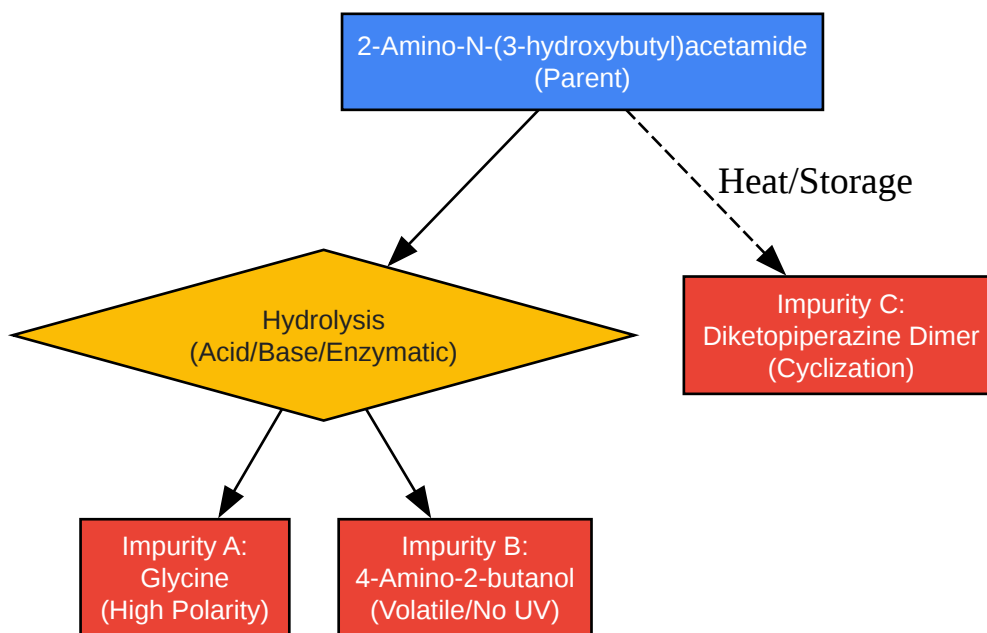 2-Amino-N-(3-hydroxybutyl)acetamide
(Parent)
Heat/Storage
Hydrolysis
(Acid/Base/Enzymatic)
Impurity C:
Diketopiperazine Dimer
(Cyclization)
Impurity A:
Glycine
(High Polarity)
Impurity B:
4-Amino-2-butanol
(Volatile/No UV)